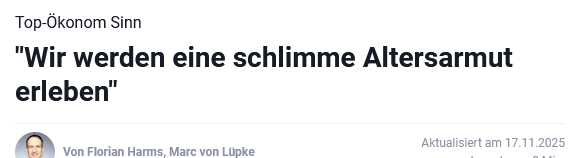 Top-Ökonom Sinn
"Wir werden eine schlimme Altersarmut
erleben"
Aktualisiert am 17.11.2025
Von Florian Harms, Marc von Lüpke